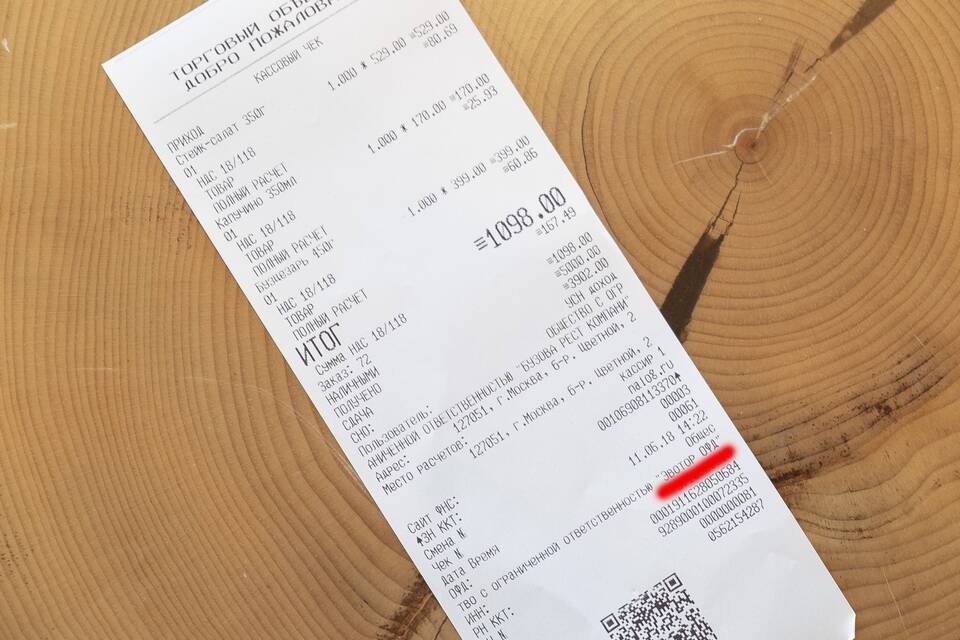 ТОРГОВЫЙ ОБЪ
ДОБРО ПОЖАЛОВА
КАССОВЫЙ ЧЕК
ПРИХОД
Стейк-салат 350г
1.000 * 529.00 ≡529.00
01
НДС 18/118 ≡80.69
ТОВАР
ПОЛНЫЙ РАСЧЕТ
Капучино 350мл
1.000 * 170.00 ≡170.00
01
НДС 18/118 ≡25.93
ТОВАР
ПОЛНЫЙ РАСЧЕТ
Бузцезарь 450г
1.000 * 399.00 ≡399.00
01
НДС 18/118 ≡60.86
ТОВАР
ПОЛНЫЙ РАСЧЕТ
ИТОГ ≡1098.00
Сумма НДС 18/118 ≡167.49
Заказ: 72
НАЛИЧНЫМИ ≡1098.00
ПОЛУЧЕНО ≡5000.00
СДАЧА ≡3902.00
СНО: УСН ДОХОД
Пользователь: ОБЩЕСТВО С ОГР
АНИЧЕННОЙ ОТВЕТСТВЕННОСТЬЮ "БУЗОВА РЕСТ КОМПАНИ"
Адрес: 127051, г.Москва, б-р. Цветной, 2
Место расчетов: 127051, г.Москва, б-р. Цветной, 2
кассир 1
Сайт ФНС: nalog.ru
ЗН ККТ: 00106908113370
Смена N 00003
Чек N 00061
Дата Время 11.06.18 14:22
ОФД: Общес
тво с ограниченной ответственностью "Эвотор ОФД"
ИНН: 0001911628050684
РН ККТ: 9289000100072335
0000000081
0562154287